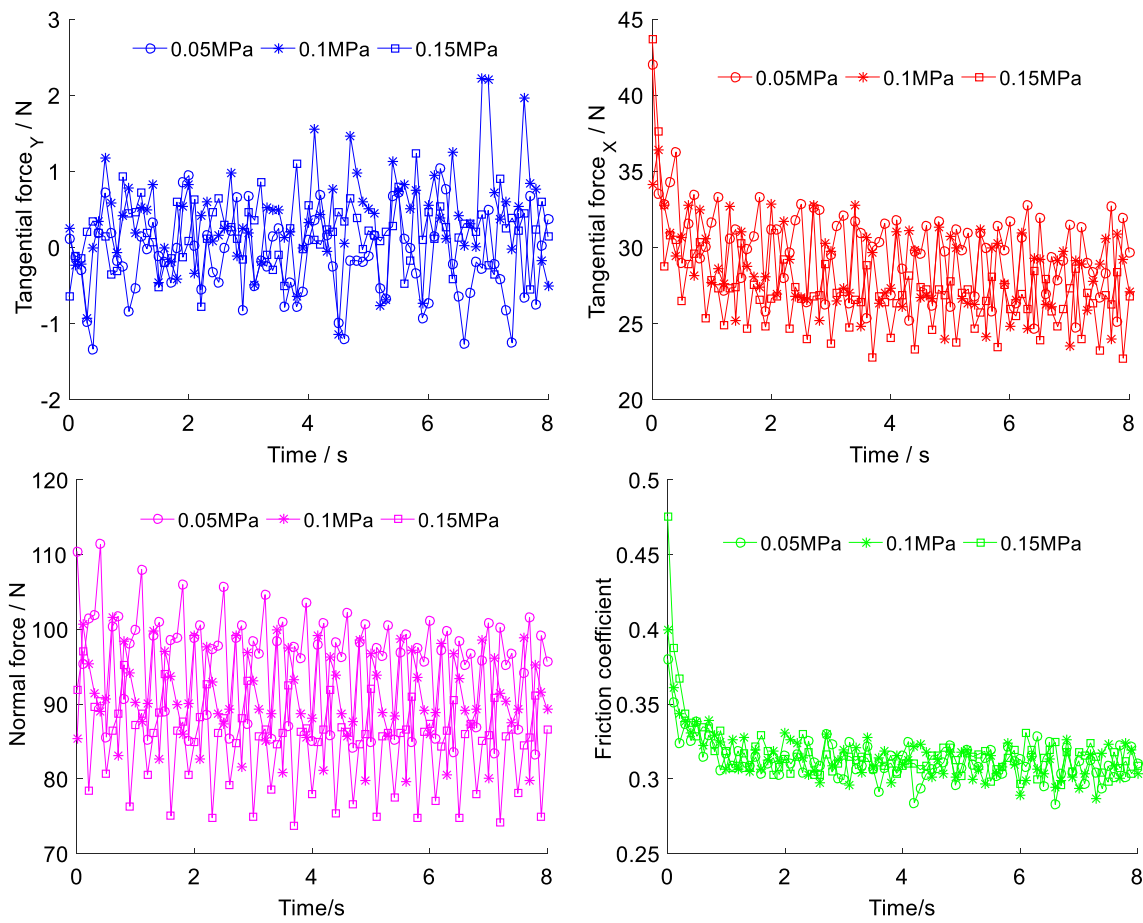 3
2
1
0
-1
-2
0 2 4 6 8
Tangential force Y / N
Time / s
0.05MPa 0.1MPa 0.15MPa
45
40
35
30
25
20
0 2 4 6 8
Tangential force X / N
Time / s
0.05MPa 0.1MPa 0.15MPa
120
110
100
90
80
70
0 2 4 6 8
Normal force / N
Time/s
0.05MPa 0.1MPa 0.15MPa
0.5
0.45
0.4
0.35
0.3
0.25
0 2 4 6 8
Friction coefficient
Time/s
0.05MPa 0.1MPa 0.15MPa